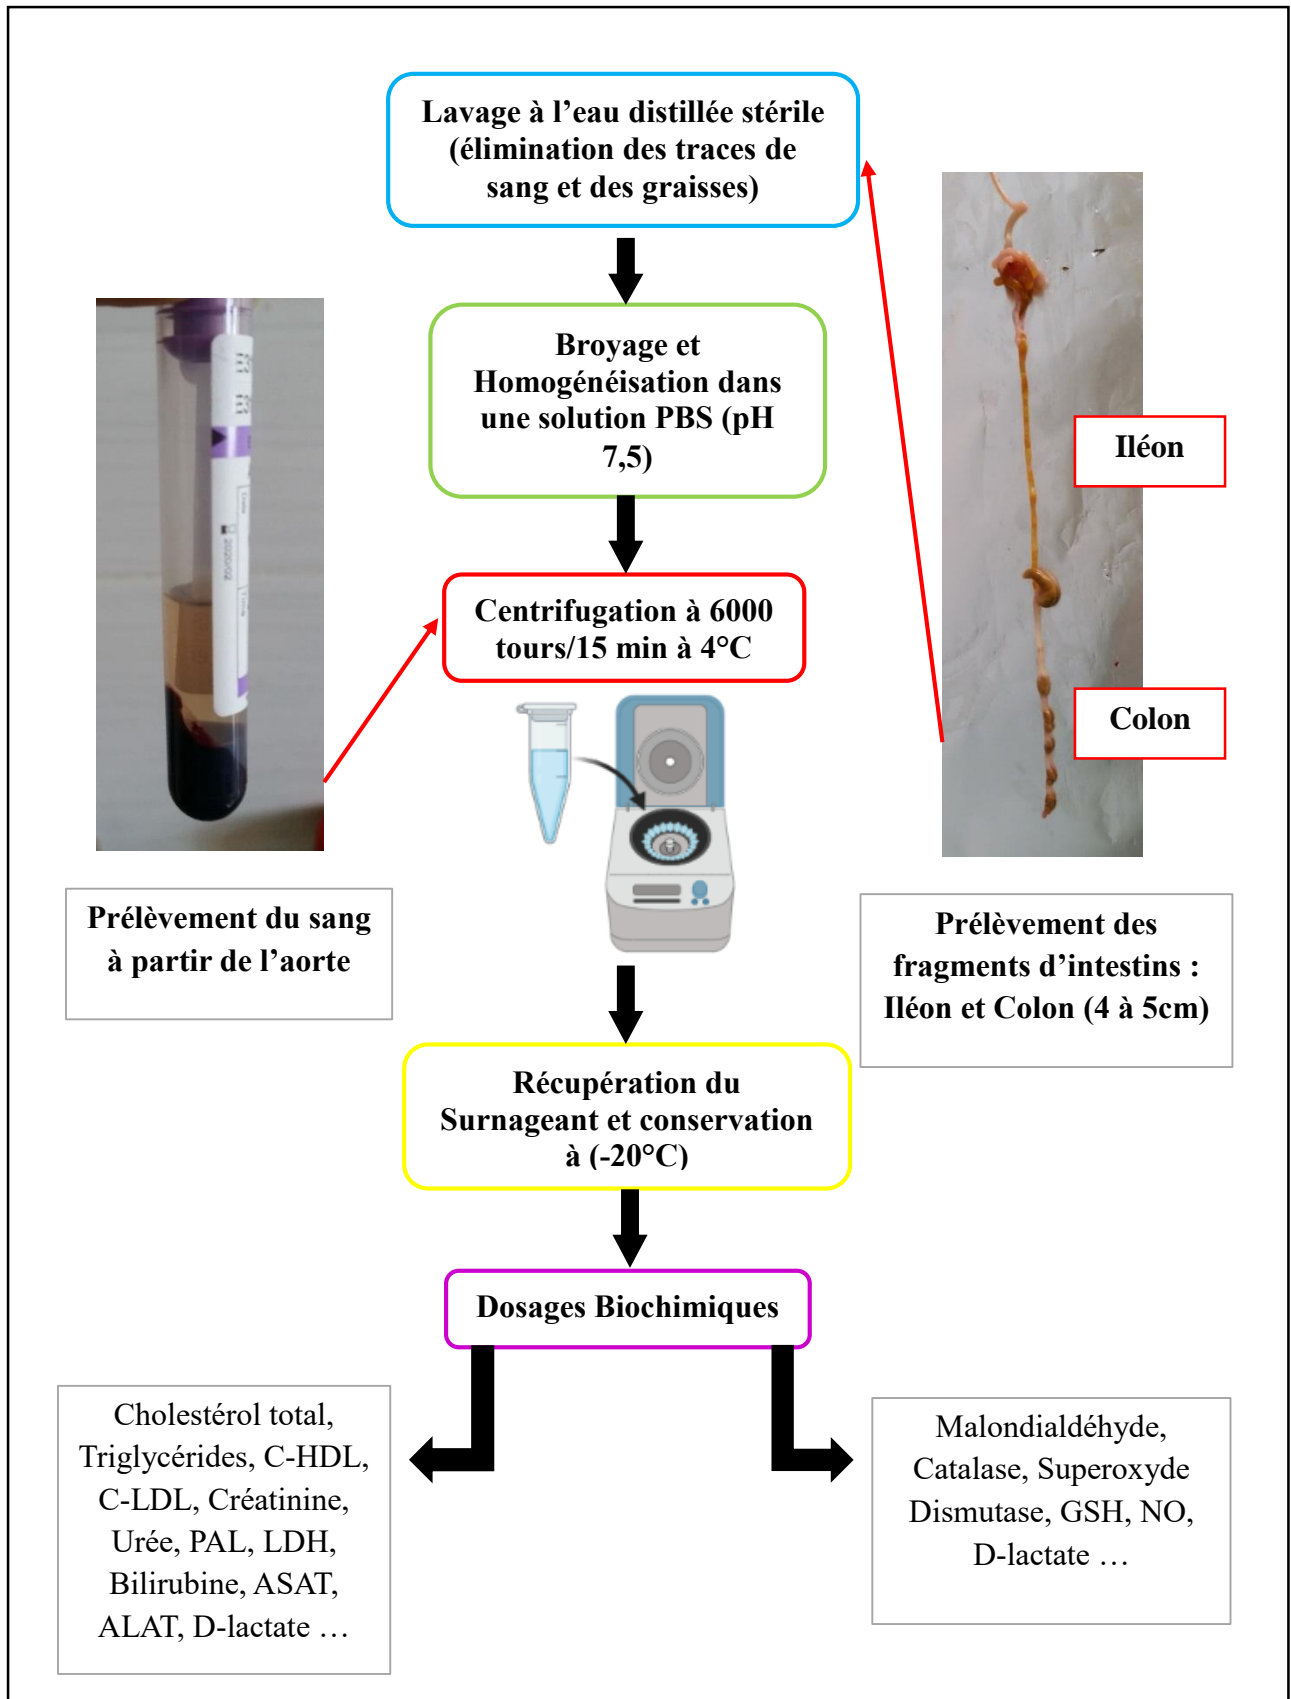 Lavage à l’eau distillée stérile
(élimination des traces de
sang et des graisses)
Broyage et
Homogénéisation dans
une solution PBS (pH
7,5)
Iléon
Centrifugation à 6000
tours/15 min à 4°C
Colon
2020/02
Prélèvement du sang
à partir de l’aorte
Prélèvement des
fragments d’intestins :
Iléon et Colon (4 à 5cm)
Récupération du
Surnageant et conservation
à (-20°C)
Dosages Biochimiques
Cholestérol total,
Triglycérides, C-HDL,
C-LDL, Créatinine,
Urée, PAL, LDH,
Bilirubine, ASAT,
ALAT, D-lactate …
Malondialdéhyde,
Catalase, Superoxyde
Dismutase, GSH, NO,
D-lactate …